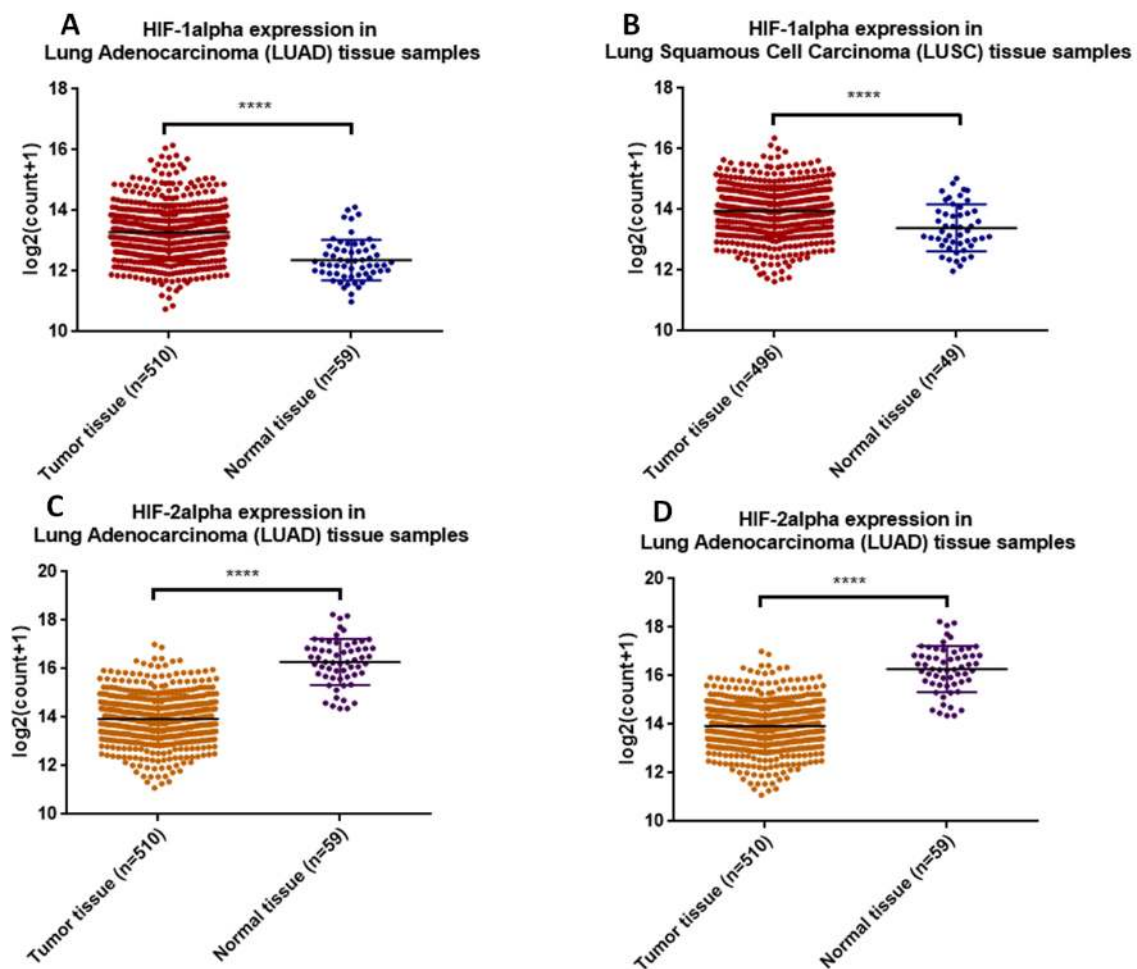 A
HIF-1alpha expression in
Lung Adenocarcinoma (LUAD) tissue samples
18
16
14
12
10
log2(count+1)
****
Tumor tissue (n=510)
Normal tissue (n=59)
B
HIF-1alpha expression in
Lung Squamous Cell Carcinoma (LUSC) tissue samples
18
16
14
12
10
log2(count+1)
****
Tumor tissue (n=496)
Normal tissue (n=49)
C
HIF-2alpha expression in
Lung Adenocarcinoma (LUAD) tissue samples
20
18
16
14
12
10
log2(count+1)
****
Tumor tissue (n=510)
Normal tissue (n=59)
D
HIF-2alpha expression in
Lung Adenocarcinoma (LUAD) tissue samples
20
18
16
14
12
10
log2(count+1)
****
Tumor tissue (n=510)
Normal tissue (n=59)